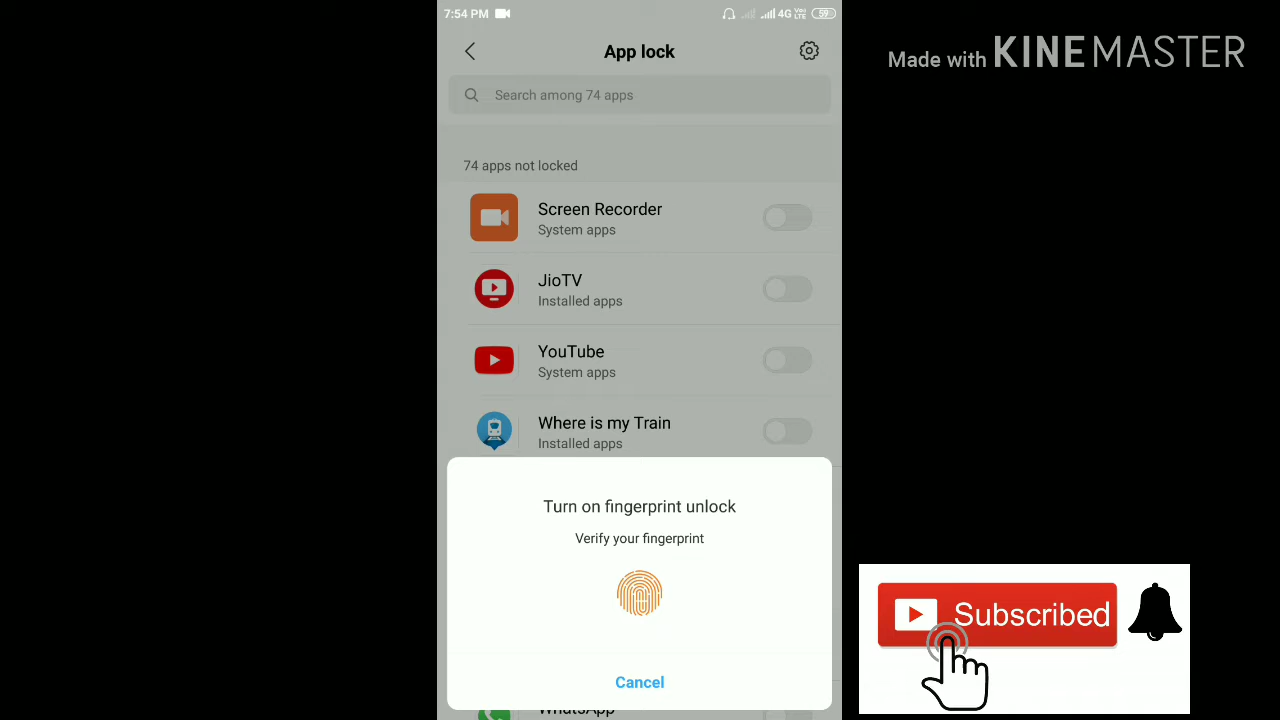 7:54 PM
4G VoLTE 59
App lock
Search among 74 apps
74 apps not locked
Screen Recorder
System apps
JioTV
Installed apps
YouTube
System apps
Where is my Train
Installed apps
Turn on fingerprint unlock
Verify your fingerprint
Cancel
WhatsApp
Made with KINEMASTER
Subscribed